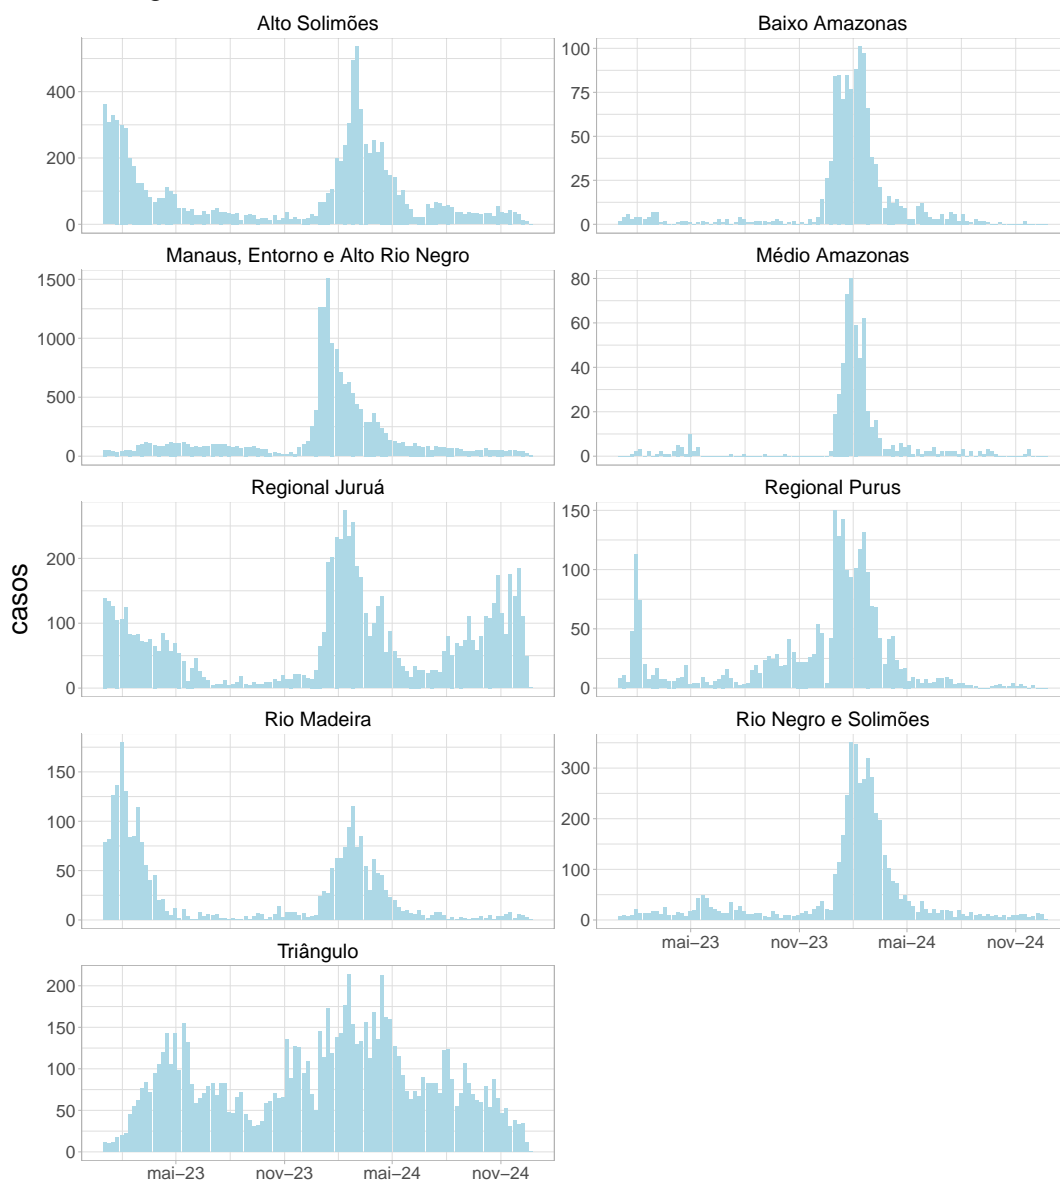 Alto Solimões
Baixo Amazonas
400
200
0
100
75
50
25
0
Manaus, Entorno e Alto Rio Negro
Médio Amazonas
1500
1000
500
0
80
60
40
20
0
Regional Juruá
Regional Purus
200
100
0
150
100
50
0
casos
Rio Madeira
Rio Negro e Solimões
150
100
50
0
300
200
100
0
mai–23
nov–23
mai–24
nov–24
Triângulo
200
150
100
50
0
mai–23
nov–23
mai–24
nov–24